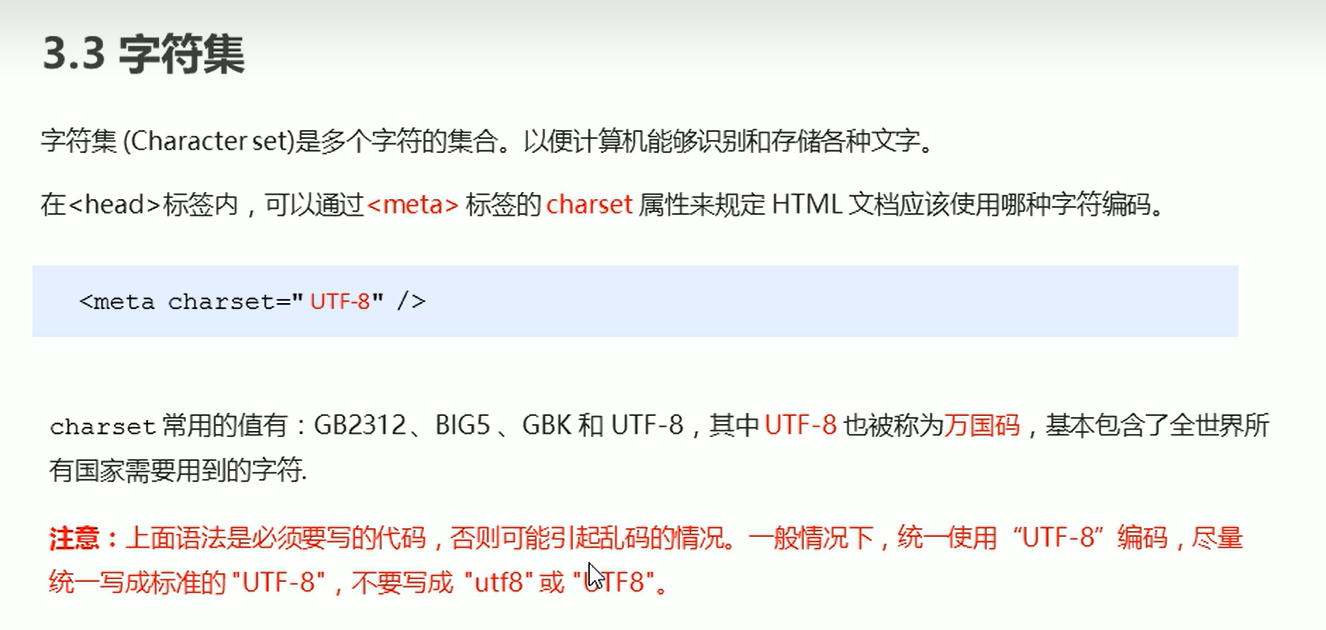 3.3 字符集
字符集 (Character set)是多个字符的集合。以便计算机能够识别和存储各种文字。
在<head>标签内，可以通过<meta> 标签的 charset 属性来规定 HTML 文档应该使用哪种字符编码。
<meta charset=" UTF-8" />
charset 常用的值有：GB2312、BIG5 、GBK 和 UTF-8，其中 UTF-8 也被称为万国码，基本包含了全世界所
有国家需要用到的字符.
注意：上面语法是必须要写的代码，否则可能引起乱码的情况。一般情况下，统一使用“UTF-8”编码，尽量
统一写成标准的 "UTF-8"，不要写成 "utf8" 或 "UTF8"。